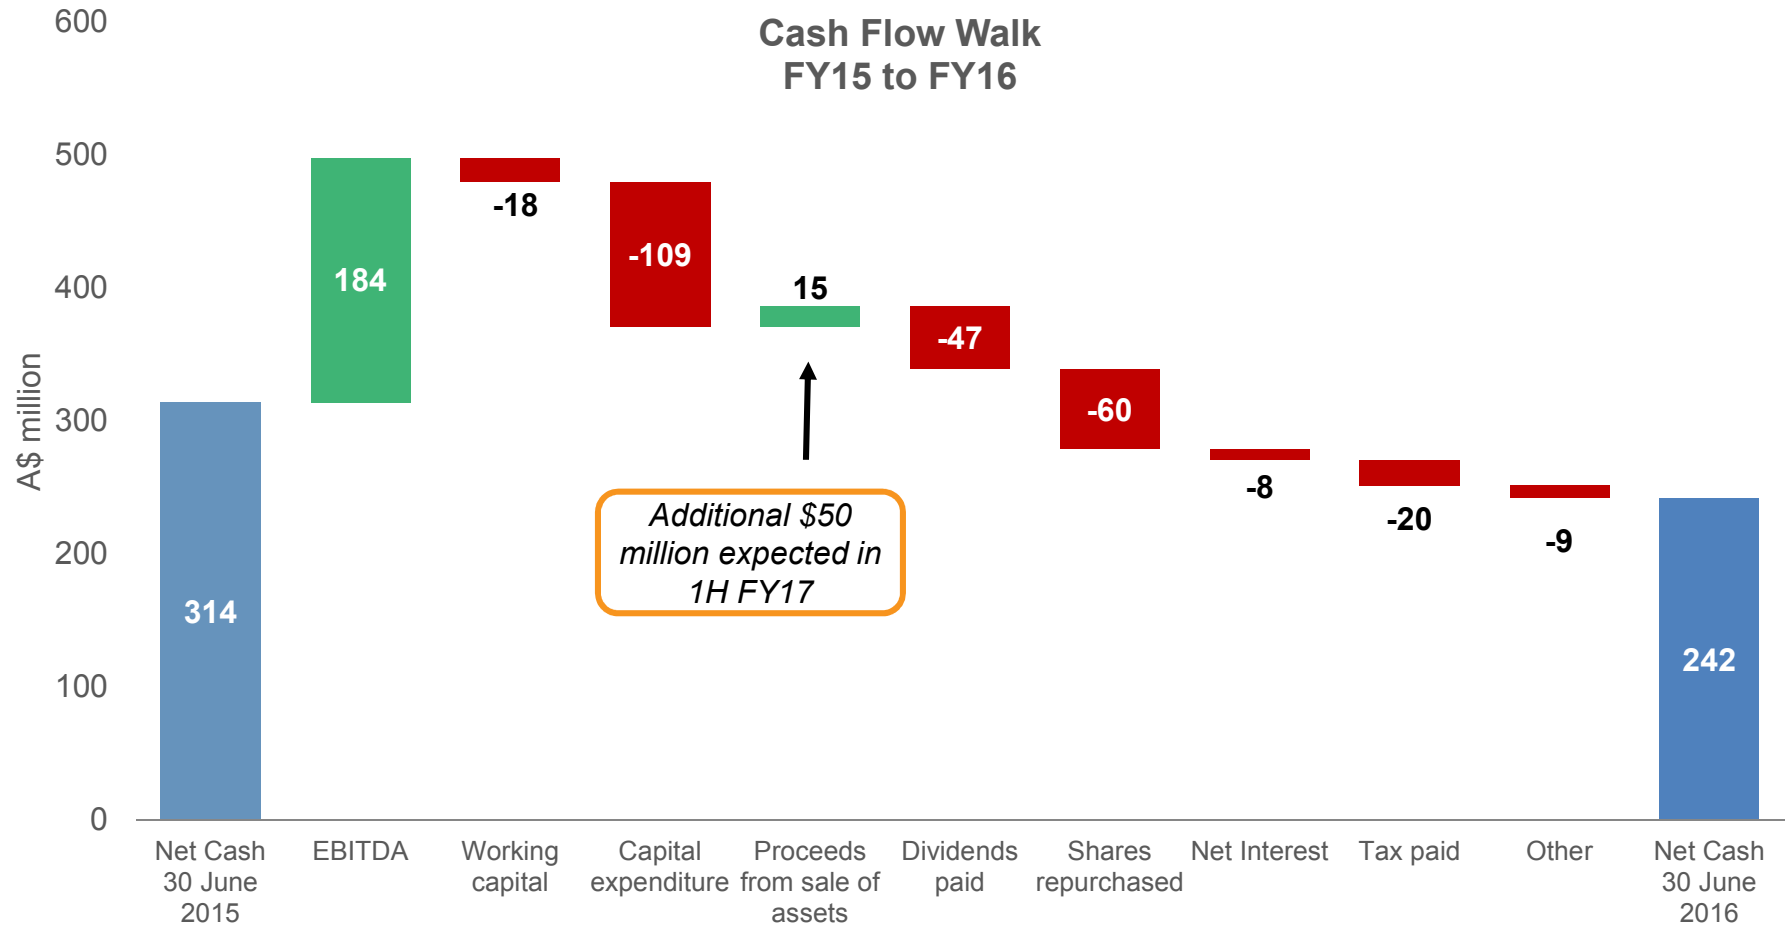 Cash Flow Walk
FY15 to FY16
A$ million
600
500
400
300
200
100
0
314
184
-18
-109
15
-47
-60
-8
-20
-9
242
Additional $50
million expected in
1H FY17
Net Cash
30 June
2015
EBITDA
Working
capital
Capital
expenditure
Proceeds
from sale of
assets
Dividends
paid
Shares
repurchased
Net Interest
Tax paid
Other
Net Cash
30 June
2016